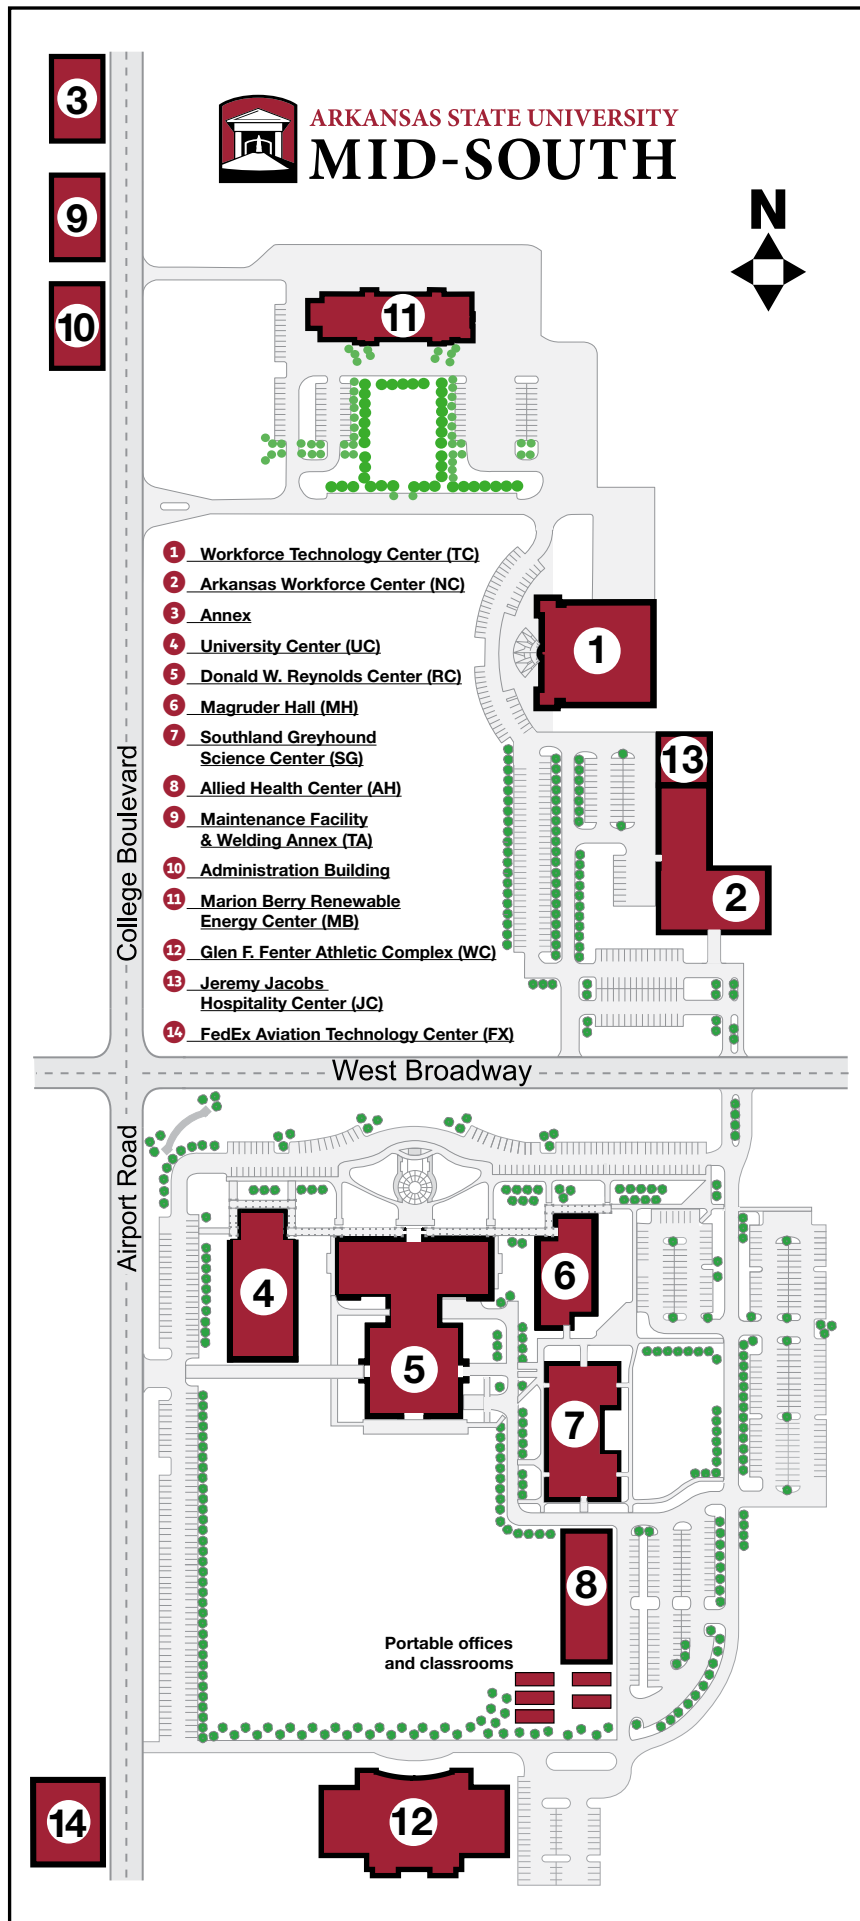 ARKANSAS STATE UNIVERSITY
MID-SOUTH
N
3
9
10
11
1 Workforce Technology Center (TC)
2 Arkansas Workforce Center (NC)
3 Annex
4 University Center (UC)
5 Donald W. Reynolds Center (RC)
6 Magruder Hall (MH)
7 Southland Greyhound
Science Center (SG)
8 Allied Health Center (AH)
9 Maintenance Facility
& Welding Annex (TA)
10 Administration Building
11 Marion Berry Renewable
Energy Center (MB)
12 Glen F. Fenter Athletic Complex (WC)
13 Jeremy Jacobs
Hospitality Center (JC)
14 FedEx Aviation Technology Center (FX)
1
13
2
College Boulevard
West Broadway
Airport Road
4
5
6
7
8
Portable offices
and classrooms
14
12